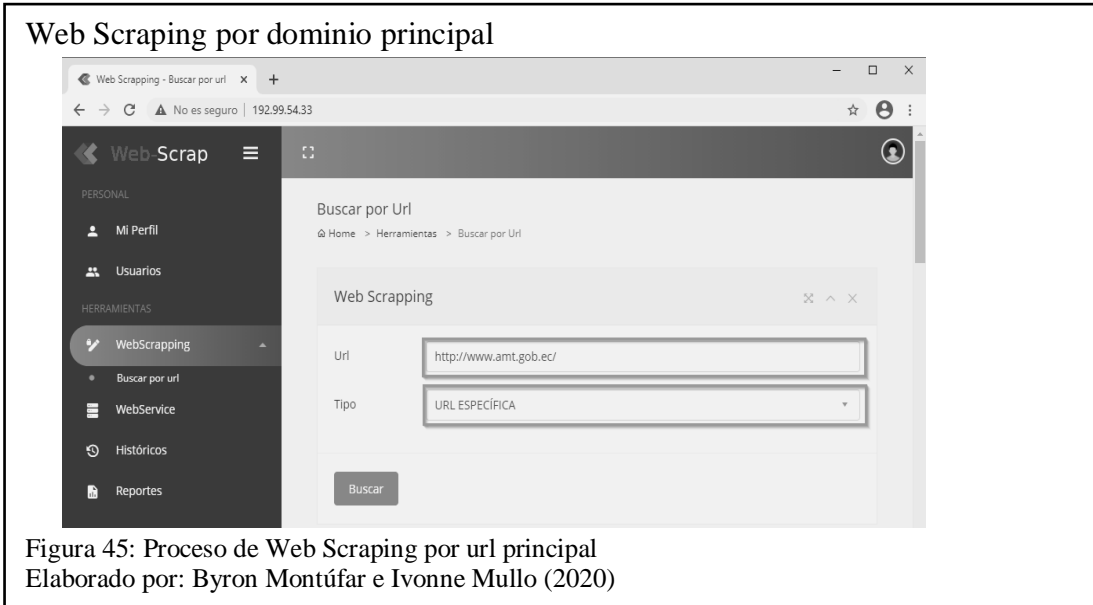 Web Scraping por dominio principal
Web Scrapping - Buscar por url
No es seguro | 192.99.54.33
Web-Scrap
PERSONAL
Mi Perfil
Usuarios
HERRAMIENTAS
WebScrapping
Buscar por url
WebService
Históricos
Reportes
Buscar por Url
Home > Herramientas > Buscar por Url
Web Scrapping
Url
http://www.amt.gob.ec/
Tipo
URL ESPECÍFICA
Buscar
Figura 45: Proceso de Web Scraping por url principal
Elaborado por: Byron Montúfar e Ivonne Mullo (2020)